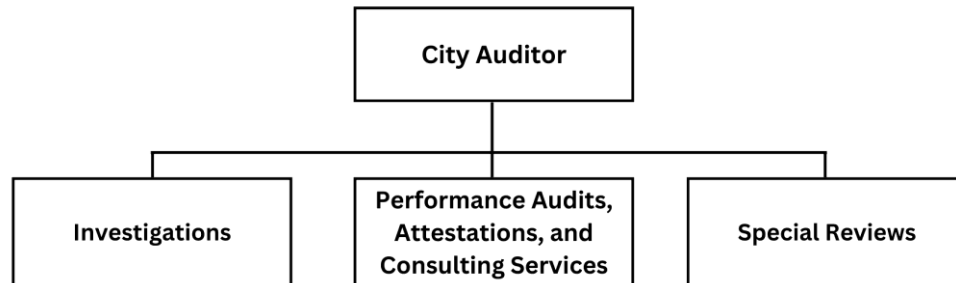 City Auditor
Investigations
Performance Audits,
Attestations, and
Consulting Services
Special Reviews